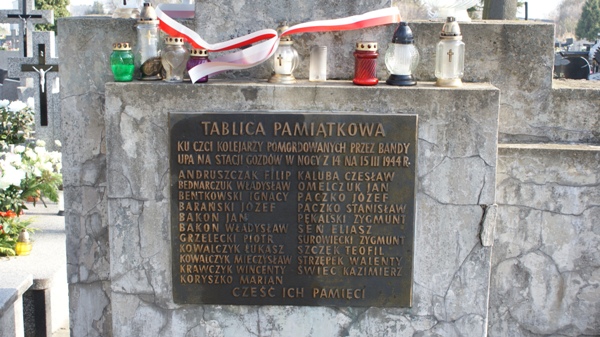 TABLICA PAMIĄTKOWA
KU CZCI KOLEJARZY POMORDOWANYCH PRZEZ BANDY
UPA NA STACJI GOZDÓW W NOCY Z 14 NA 15 III 1944 R.
ANDRUSZCZAK FILIP KALUBA CZESŁAW
BEDNARCZUK WŁADYSŁAW OMELCZUK JAN
BENTKOWSKI IGNACY PACZKO JÓZEF
BARAŃSKI JÓZEF PACZKO STANISŁAW
BAKON JAN PĘKALSKI ZYGMUNT
BAKON WŁADYSŁAW SEŃ ELIASZ
GRZELECKI PIOTR SUROWIECKI ZYGMUNT
KOWALCZYK ŁUKASZ SZCZEK TEOFIL
KOWALCZYK MIECZYSŁAW STRZĘPEK WALENTY
KRAWCZYK WINCENTY ŚWIEC KAZIMIERZ
KORYSZKO MARIAN
CZEŚĆ ICH PAMIĘCI